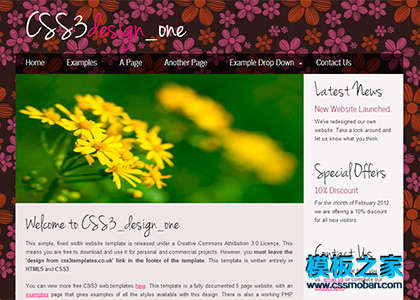 CSS3design_one
Home Examples A Page Another Page Example Drop Down Contact Us
Latest News
New Website Launched
We've redesigned our own
website. Take a look around and
let us know what you think.
Special Offers
10% Discount
For the month of February 2012,
we are offering a 10% discount
for all new visitors.
Contact Us
Welcome to CSS3_design_one
This simple, fixed width website template is released under a Creative Commons Attribution 3.0 Licence. This
means you are free to download and use it for personal and commercial projects. However, you must leave the
'design from css3templates.co.uk' link in the footer of the template. This template is written entirely in
HTML5 and CSS3.
You can view more free CSS3 web templates here. This template is a fully documented 5 page website, with an
examples page that gives examples of all the styles available with this design. There is also a working PHP
模板之家
www.cssmoban.com